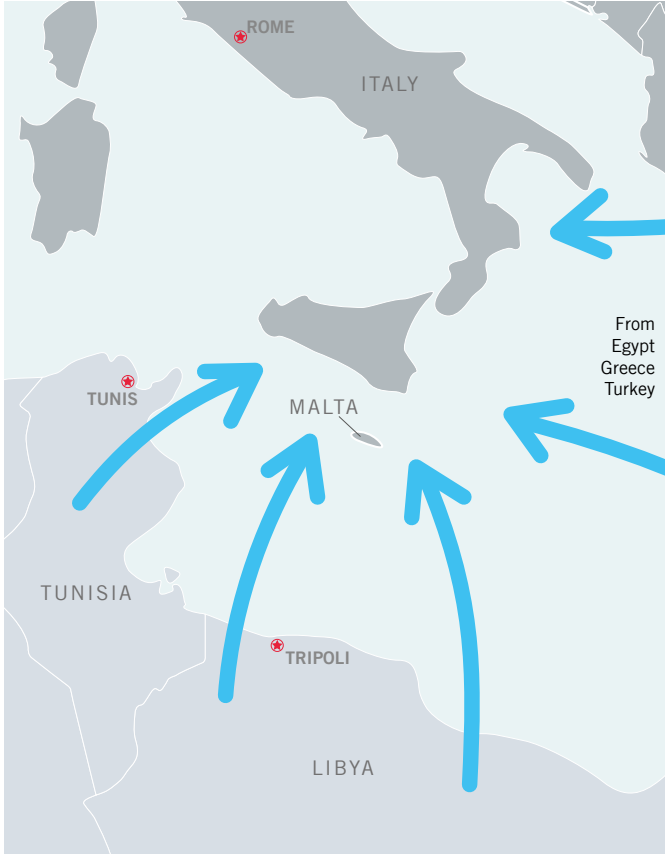 ROME
ITALY
From
Egypt
Greece
Turkey
TUNIS
MALTA
TUNISIA
TRIPOLI
LIBYA